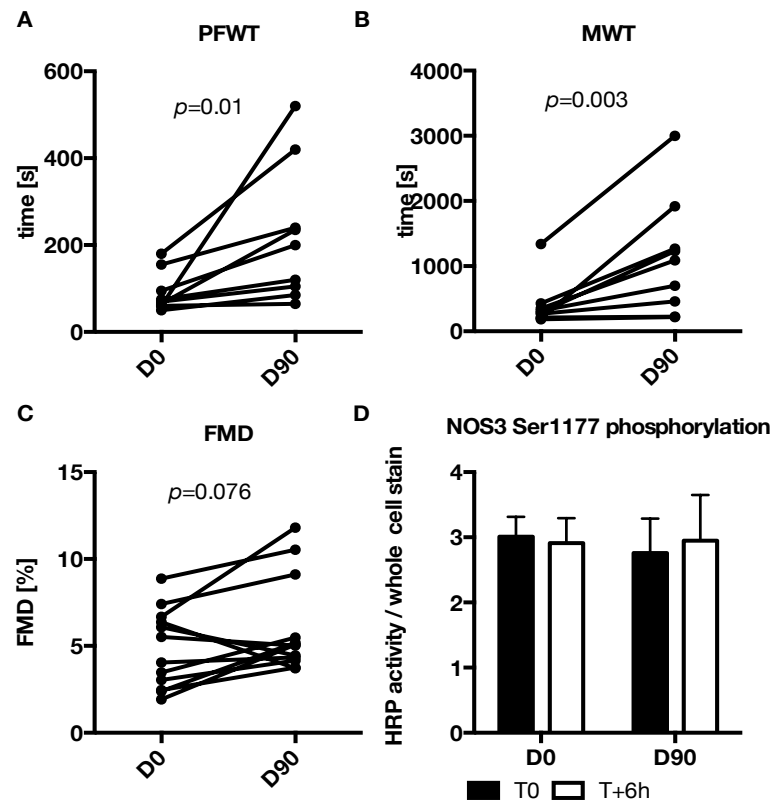 A
PFWT
time [s]
600
400
200
0
p=0.01
D0
D90
B
MWT
time [s]
4000
3000
2000
1000
0
p=0.003
D0
D90
C
FMD
FMD [%]
15
10
5
0
p=0.076
D0
D90
D
NOS3 Ser1177 phosphorylation
HRP activity / whole cell stain
4
3
2
1
0
D0
D90
T0
T+6h